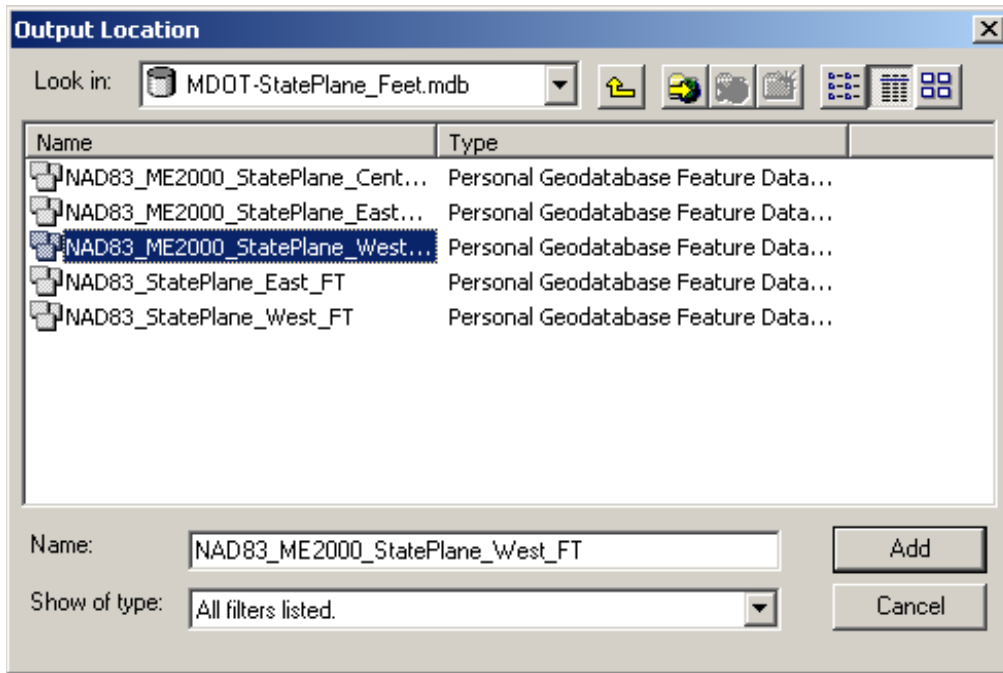 Output Location
Look in: MDOT-StatePlane_Feet.mdb
Name Type
NAD83_ME2000_StatePlane_Cent... Personal Geodatabase Feature Data...
NAD83_ME2000_StatePlane_East... Personal Geodatabase Feature Data...
NAD83_ME2000_StatePlane_West... Personal Geodatabase Feature Data...
NAD83_StatePlane_East_FT Personal Geodatabase Feature Data...
NAD83_StatePlane_West_FT Personal Geodatabase Feature Data...
Name: NAD83_ME2000_StatePlane_West_FT Add
Show of type: All filters listed. Cancel